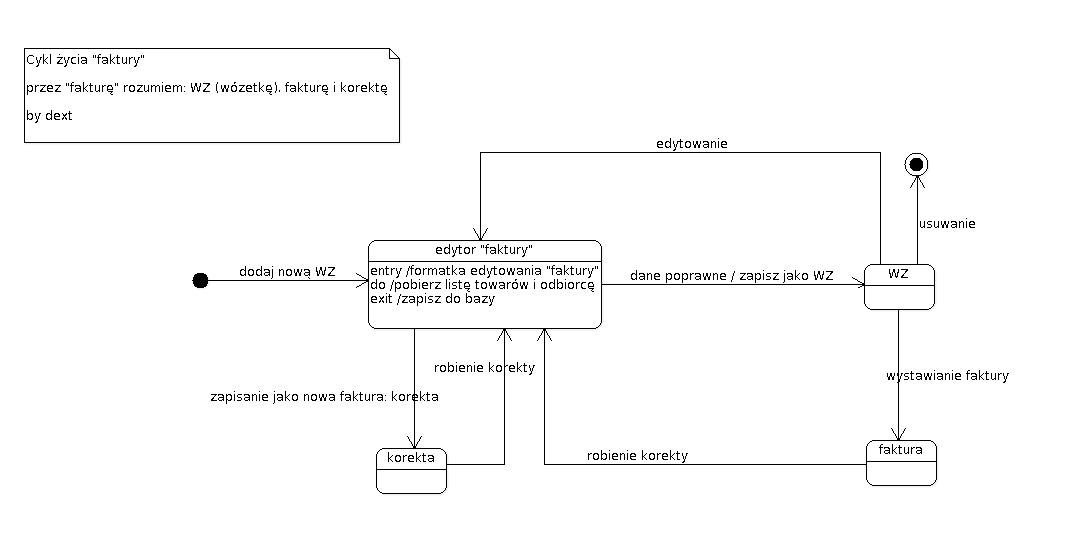 Cykl życia "faktury"
przez "fakturę" rozumiem: WZ (wózetkę). fakturę i korektę
by dext
edytowanie
usuwanie
edytor "faktury"
dodaj nową WZ
entry /formatka edytowania "faktury"
do /pobierz listę towarów i odbiorcę
exit /zapisz do bazy
dane poprawne / zapisz jako WZ
WZ
robienie korekty
wystawianie faktury
zapisanie jako nowa faktura: korekta
korekta
robienie korekty
faktura